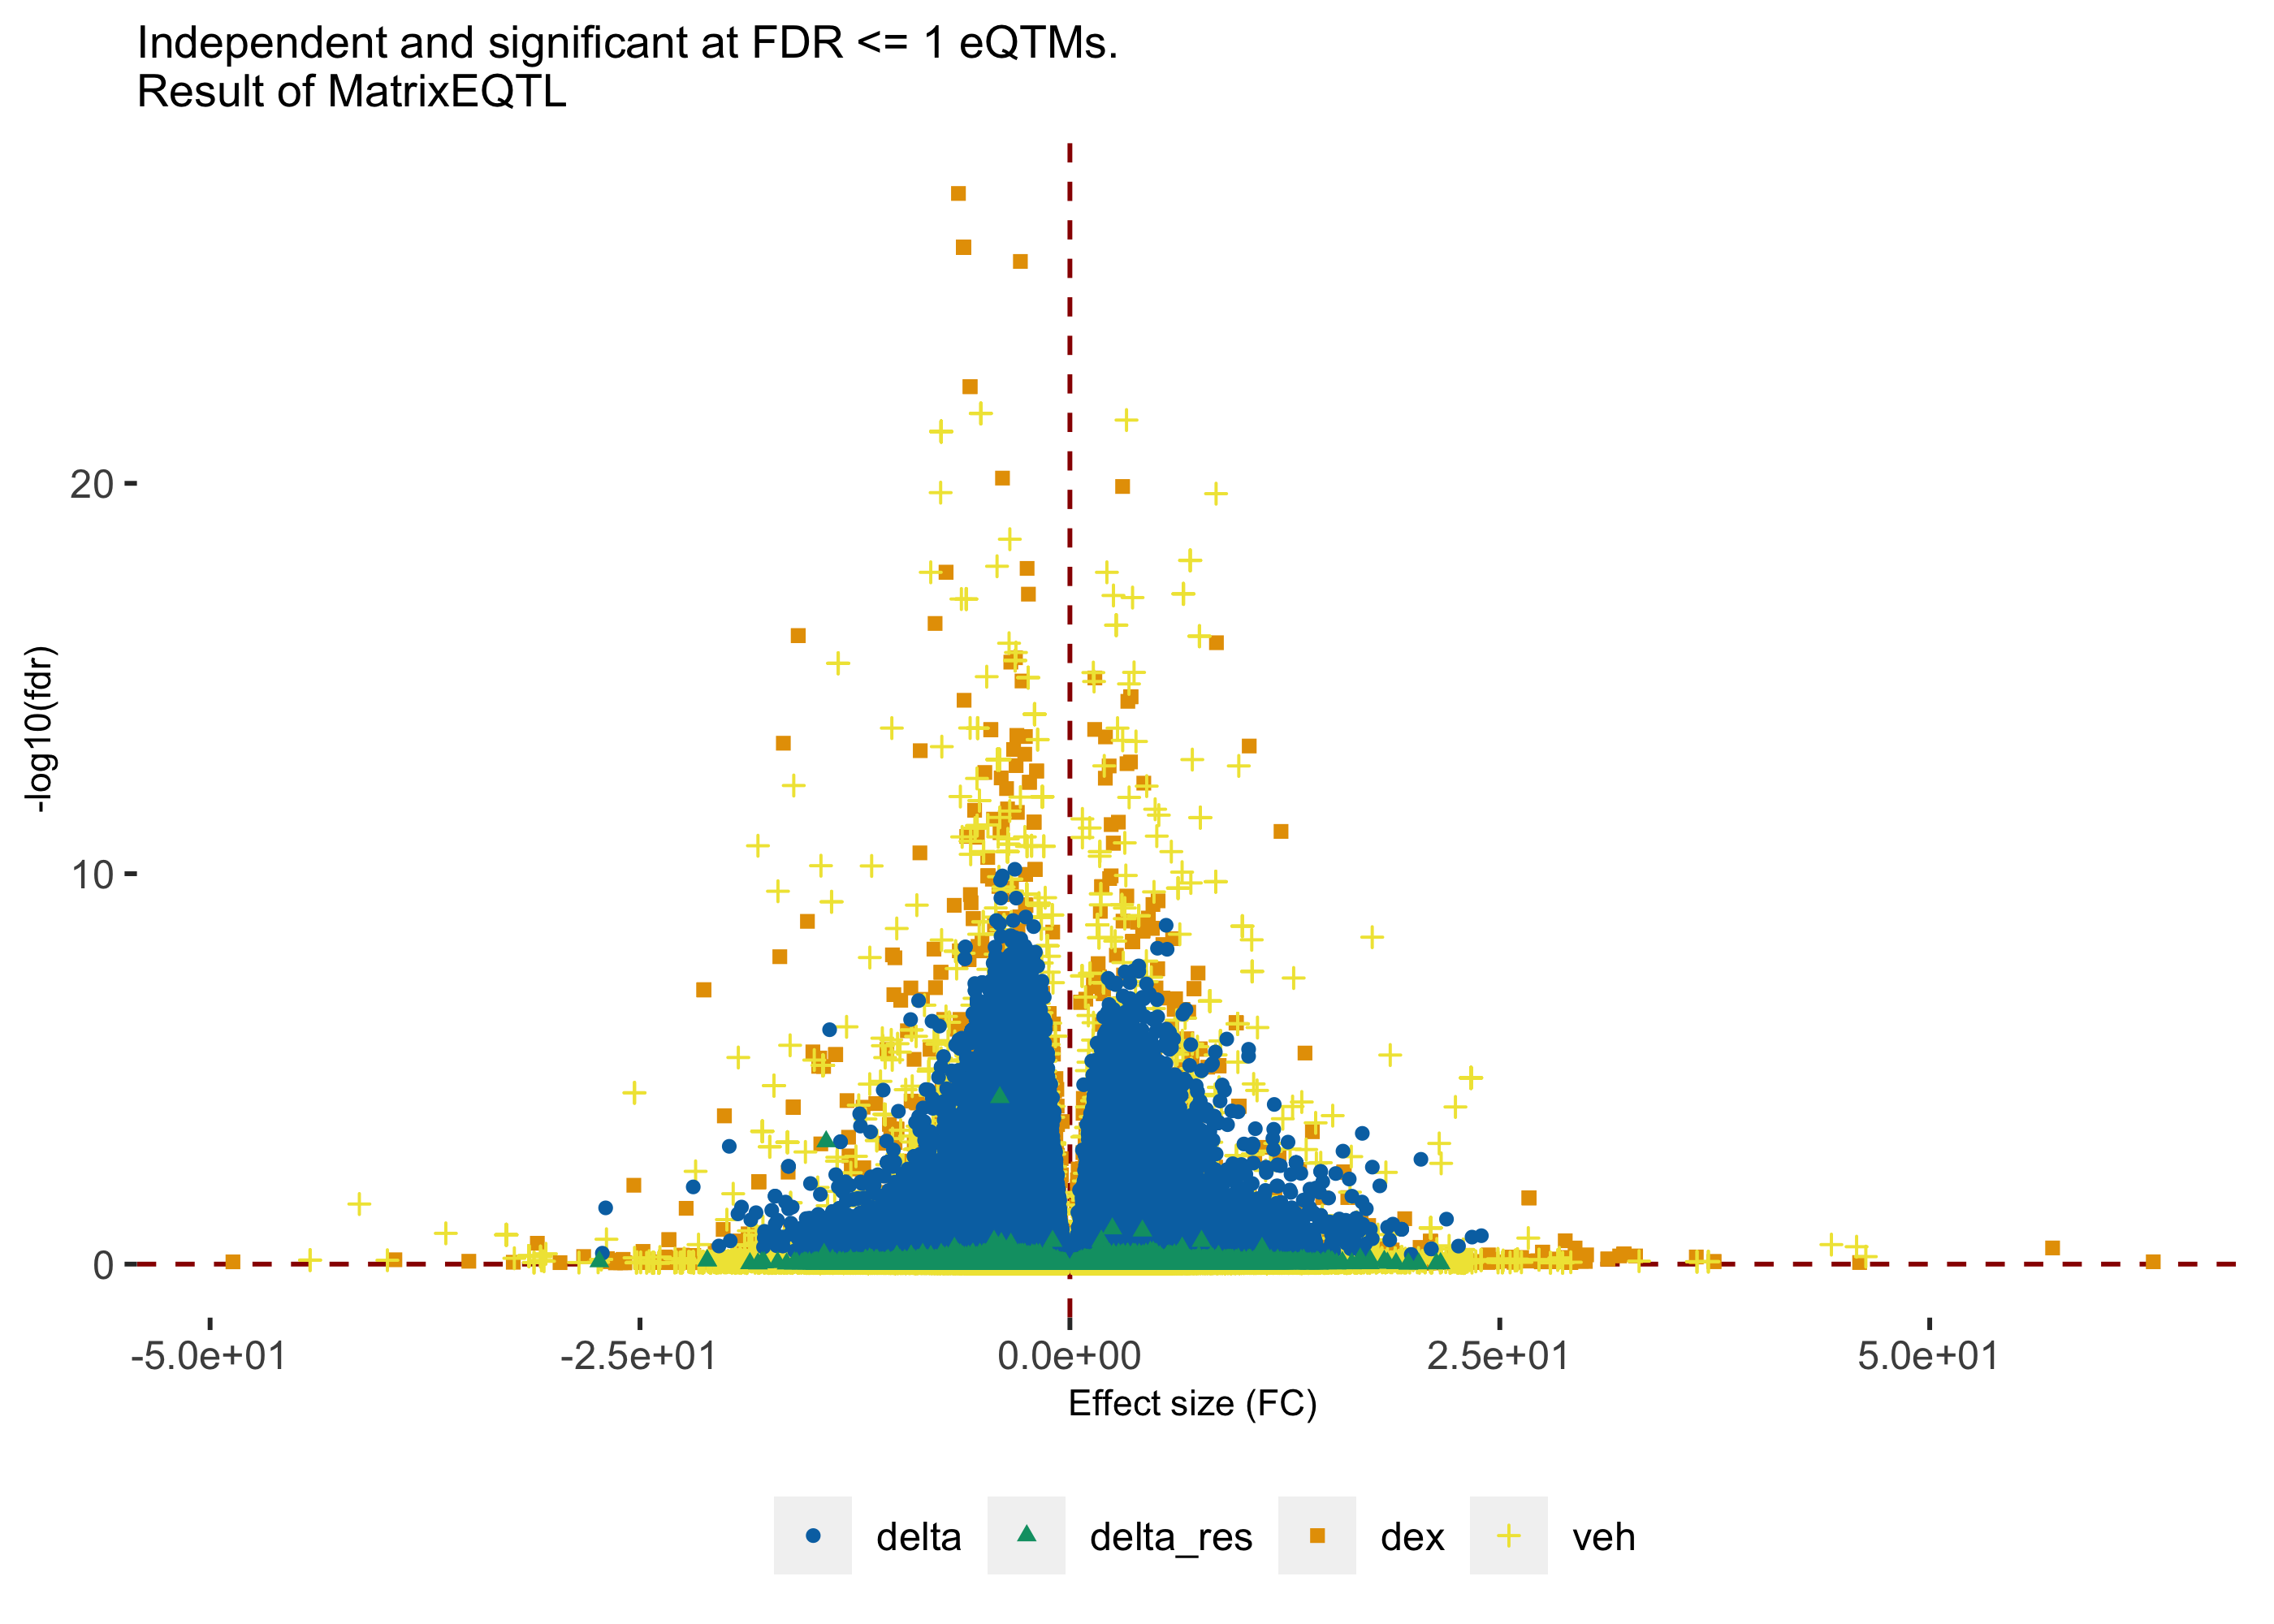 Independent and significant at FDR <= 1 eQTMs.
Result of MatrixEQTL
-log10(fdr)
20
10
0
-5.0e+01
-2.5e+01
0.0e+00
2.5e+01
5.0e+01
Effect size (FC)
delta
delta_res
dex
veh